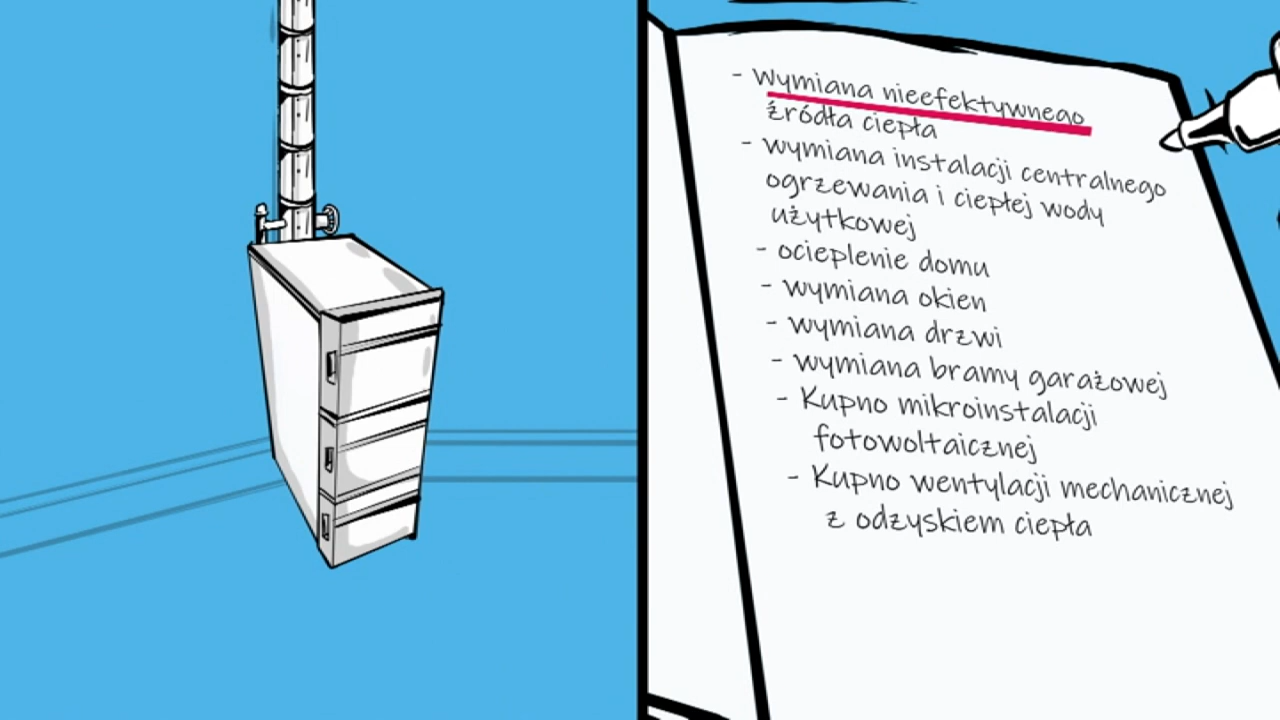 - Wymiana nieefektywnego
źródła ciepła
- wymiana instalacji centralnego
ogrzewania i ciepłej wody
użytkowej
- ocieplenie domu
- wymiana okien
- wymiana drzwi
- wymiana bramy garażowej
- Kupno mikroinstalacji
fotowoltaicznej
- Kupno wentylacji mechanicznej
z odzyskiem ciepła